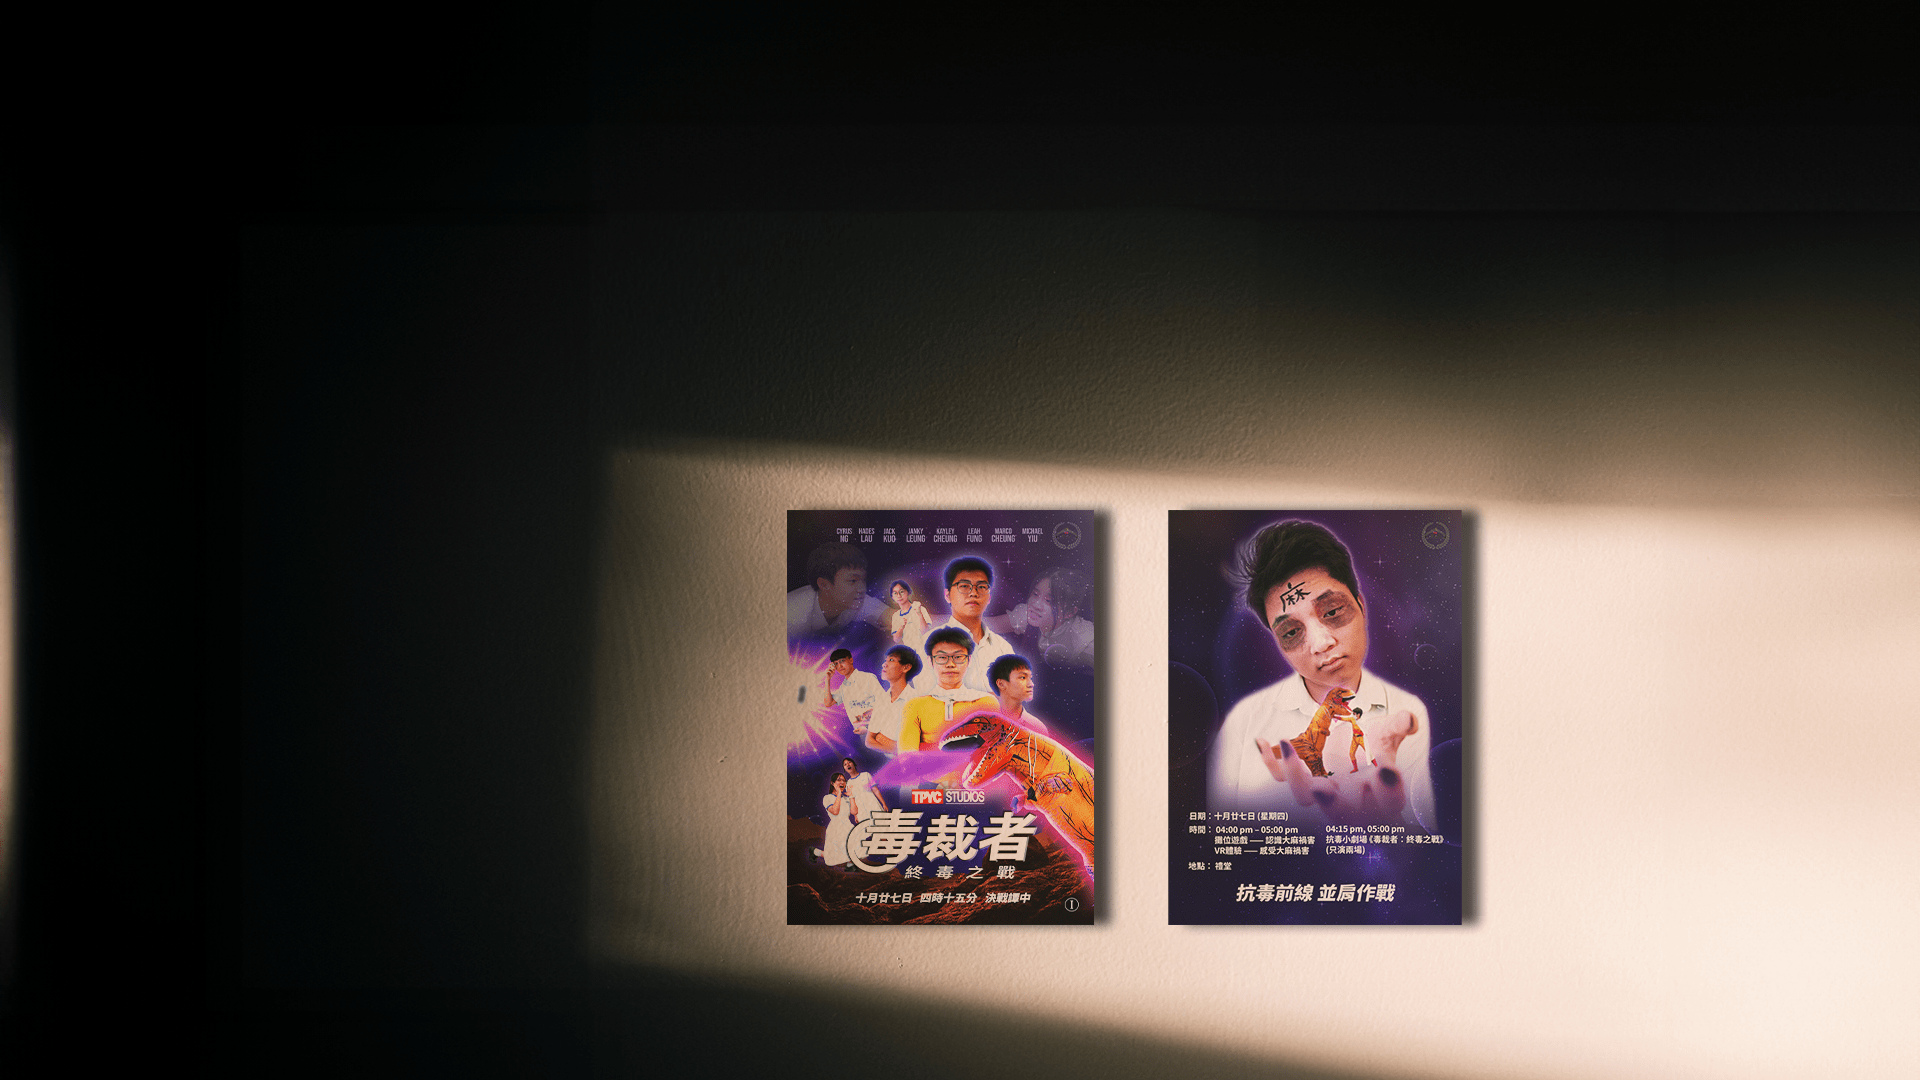 CYRUS NG HADES LAU JACK KUO JANKY LEUNG KAYLEY CHEUNG LEAH FUNG MARCO CHEUNG MICHAEL YIU
TPYC STUDIOS
毒裁者
終毒之戰
十月廿七日 四時十五分 決戰譚中
I
麻
日期：十月廿七日 (星期四)
時間： 04:00 pm – 05:00 pm
攤位遊戲 —— 認識大麻禍害
VR體驗 —— 感受大麻禍害
04:15 pm, 05:00 pm
抗毒小劇場《毒裁者：終毒之戰》
(只演兩場)
地點： 禮堂
抗毒前線 並肩作戰